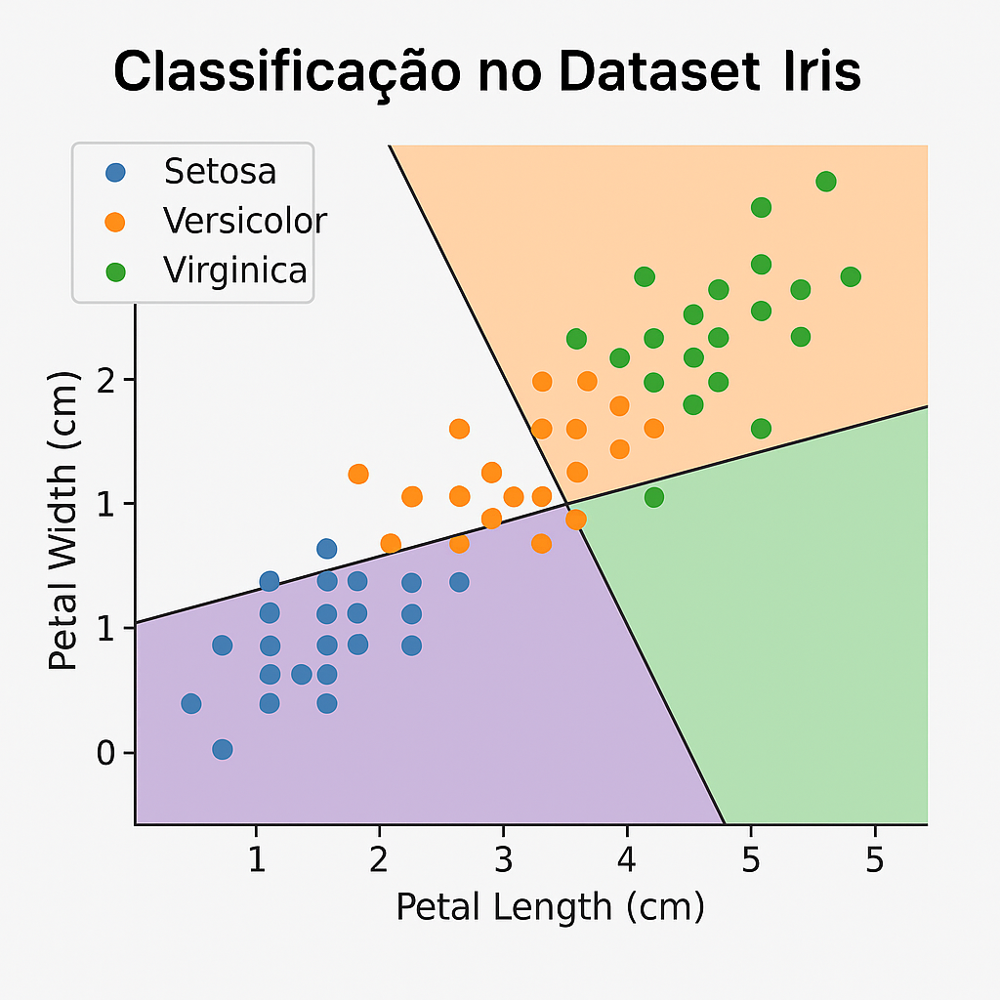 Classificação no Dataset Iris
Setosa
Versicolor
Virginica
Petal Width (cm)
2
1
1
0
1 2 3 4 5 5
Petal Length (cm)